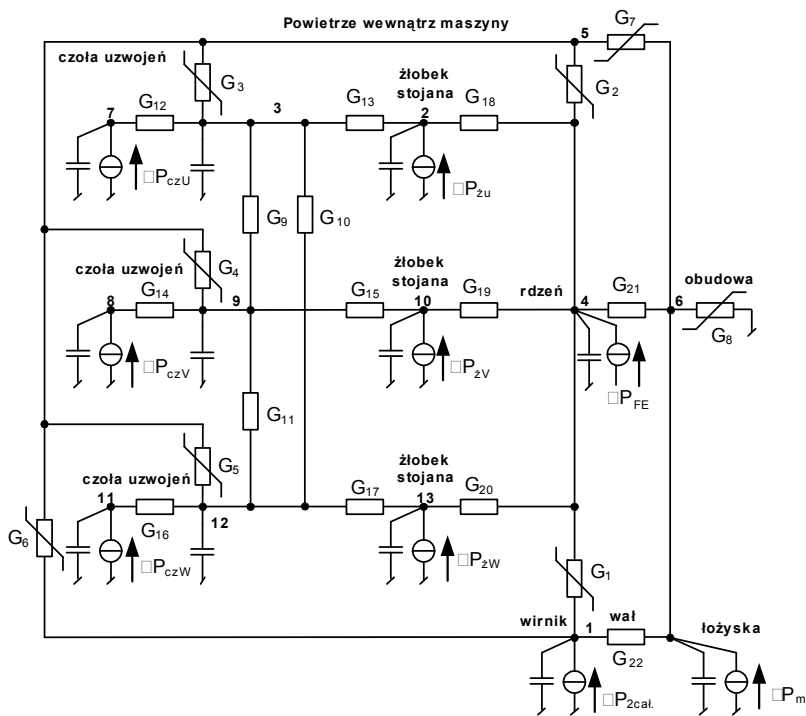 Powietrze wewnątrz maszyny
5
G7
czoła uzwojeń
G3
żłobek
stojana
G2
7
G12
3
G13
2
G18
□PczU
□Pżu
G9
G10
czoła uzwojeń
G4
żłobek
stojana
rdzeń
obudowa
8
G14
9
G15
10
G19
4
G21
6
G8
□PczV
□PżV
□PFE
G11
czoła uzwojeń
G5
żłobek
stojana
11
G16
12
G17
13
G20
G6
□PczW
□PżW
G1
wirnik
1
wał
łożyska
G22
□P2cał.
□Pm